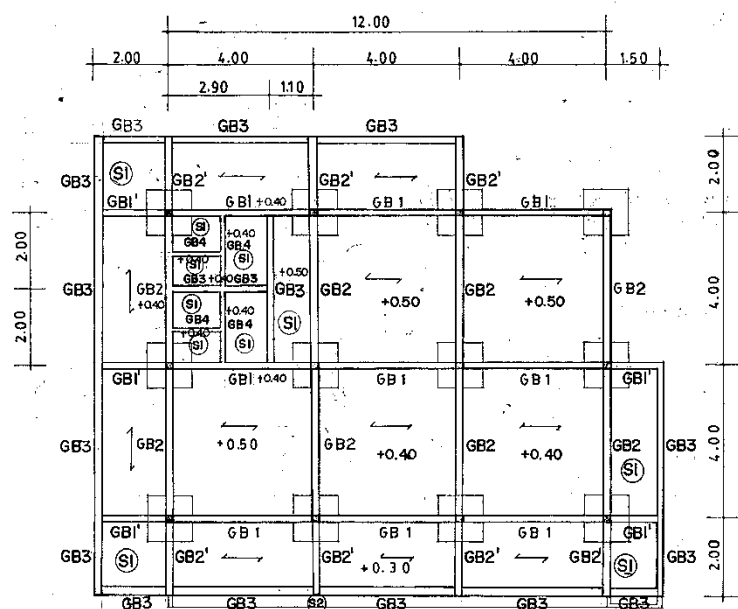 12.00
2.00 4.00 4.00 4.00 1.50
2.90 1.10
GB3 GB3 GB3
GB3 S1 GB2' GB2' GB2' 2.00
GB1' GB1 +0.40 GB1 GB1
S1 +0.40
2.00 GB4 GB4
+0.40 S1 S1 +0.50
GB3 GB2 GB3 +0.40 GB3 GB3 GB2 GB2 GB2 4.00
+0.40 +0.50 +0.50
S1 +0.40 S1
2.00 GB4 GB4
+0.40 S1 S1
GB1' GB1 +0.40 GB1 GB1 GB1'
GB3 GB2 +0.50 GB2 +0.40 GB2 +0.40 GB2 GB3 4.00
S1
GB1' GB1 GB1 GB1 GB1'
GB3 S1 GB2' GB2' GB2' GB2 S1 GB3 2.00
+0.30
GB3 GB3 S2 GB3 GB3 GB3